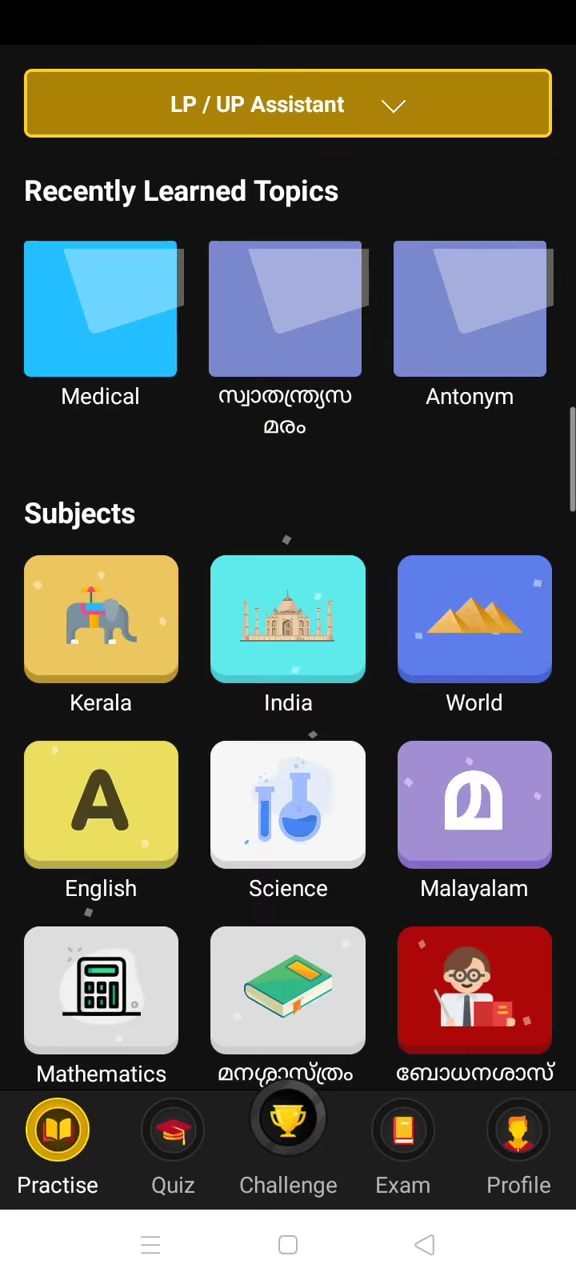 LP / UP Assistant
Recently Learned Topics
Medical
സ്വാതന്ത്ര്യസ
മരം
Antonym
Subjects
Kerala
India
World
A
English
Science
മ
Malayalam
Mathematics
മനശ്ശാസ്ത്രം
ബോധനശാസ്
Practise
Quiz
Challenge
Exam
Profile